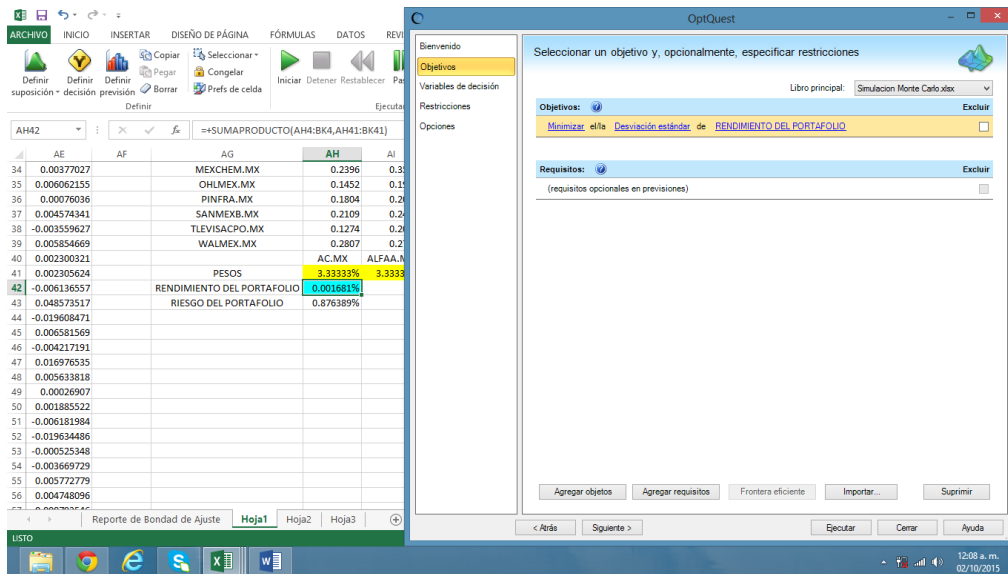 OptQuest
ARCHIVO INICIO INSERTAR DISEÑO DE PÁGINA FÓRMULAS DATOS
Definir suposición
Definir decisión
Definir previsión
Copiar
Pegar
Borrar
Seleccionar
Congelar
Prefs de celda
Iniciar Detener Restablecer
Definir
AH42
fx
=+SUMAPRODUCTO(AH4:BK4,AH41:BK41)
AE AF AG AH AI
34 0.00377027 MEXCHEM.MX 0.2396
35 0.006062155 OHLMEX.MX 0.1452
36 0.00076036 PINFRA.MX 0.1804
37 0.004574341 SANMEXB.MX 0.2109
38 -0.003559627 TLEVISACPO.MX 0.1274
39 0.005854669 WALMEX.MX 0.2807
40 0.002300321 AC.MX ALFAA.M
41 0.002305624 PESOS 3.33333% 3.3333
42 -0.006136557 RENDIMIENTO DEL PORTAFOLIO 0.001681%
43 0.048573517 RIESGO DEL PORTAFOLIO 0.876389%
44 -0.019608471
45 0.006581569
46 -0.004217191
47 0.016976535
48 0.005633818
49 0.00026907
50 0.001885522
51 -0.006181984
52 -0.019634486
53 -0.000525348
54 -0.003669729
55 0.005772779
56 0.004748096
Reporte de Bondad de Ajuste Hoja1 Hoja2 Hoja3
LISTO
Bienvenido
Objetivos
Variables de decisión
Restricciones
Opciones
Seleccionar un objetivo y, opcionalmente, especificar restricciones
Libro principal: Simulacion Monte Carlo.xlsx
Objetivos: Excluir
Minimizar el/la Desviación estándar de RENDIMIENTO DEL PORTAFOLIO
Requisitos: Excluir
(requisitos opcionales en previsiones)
Agregar objetos Agregar requisitos Frontera eficiente Importar... Suprimir
< Atrás Siguiente > Ejecutar Cerrar Ayuda
12:08 a. m.
02/10/2015